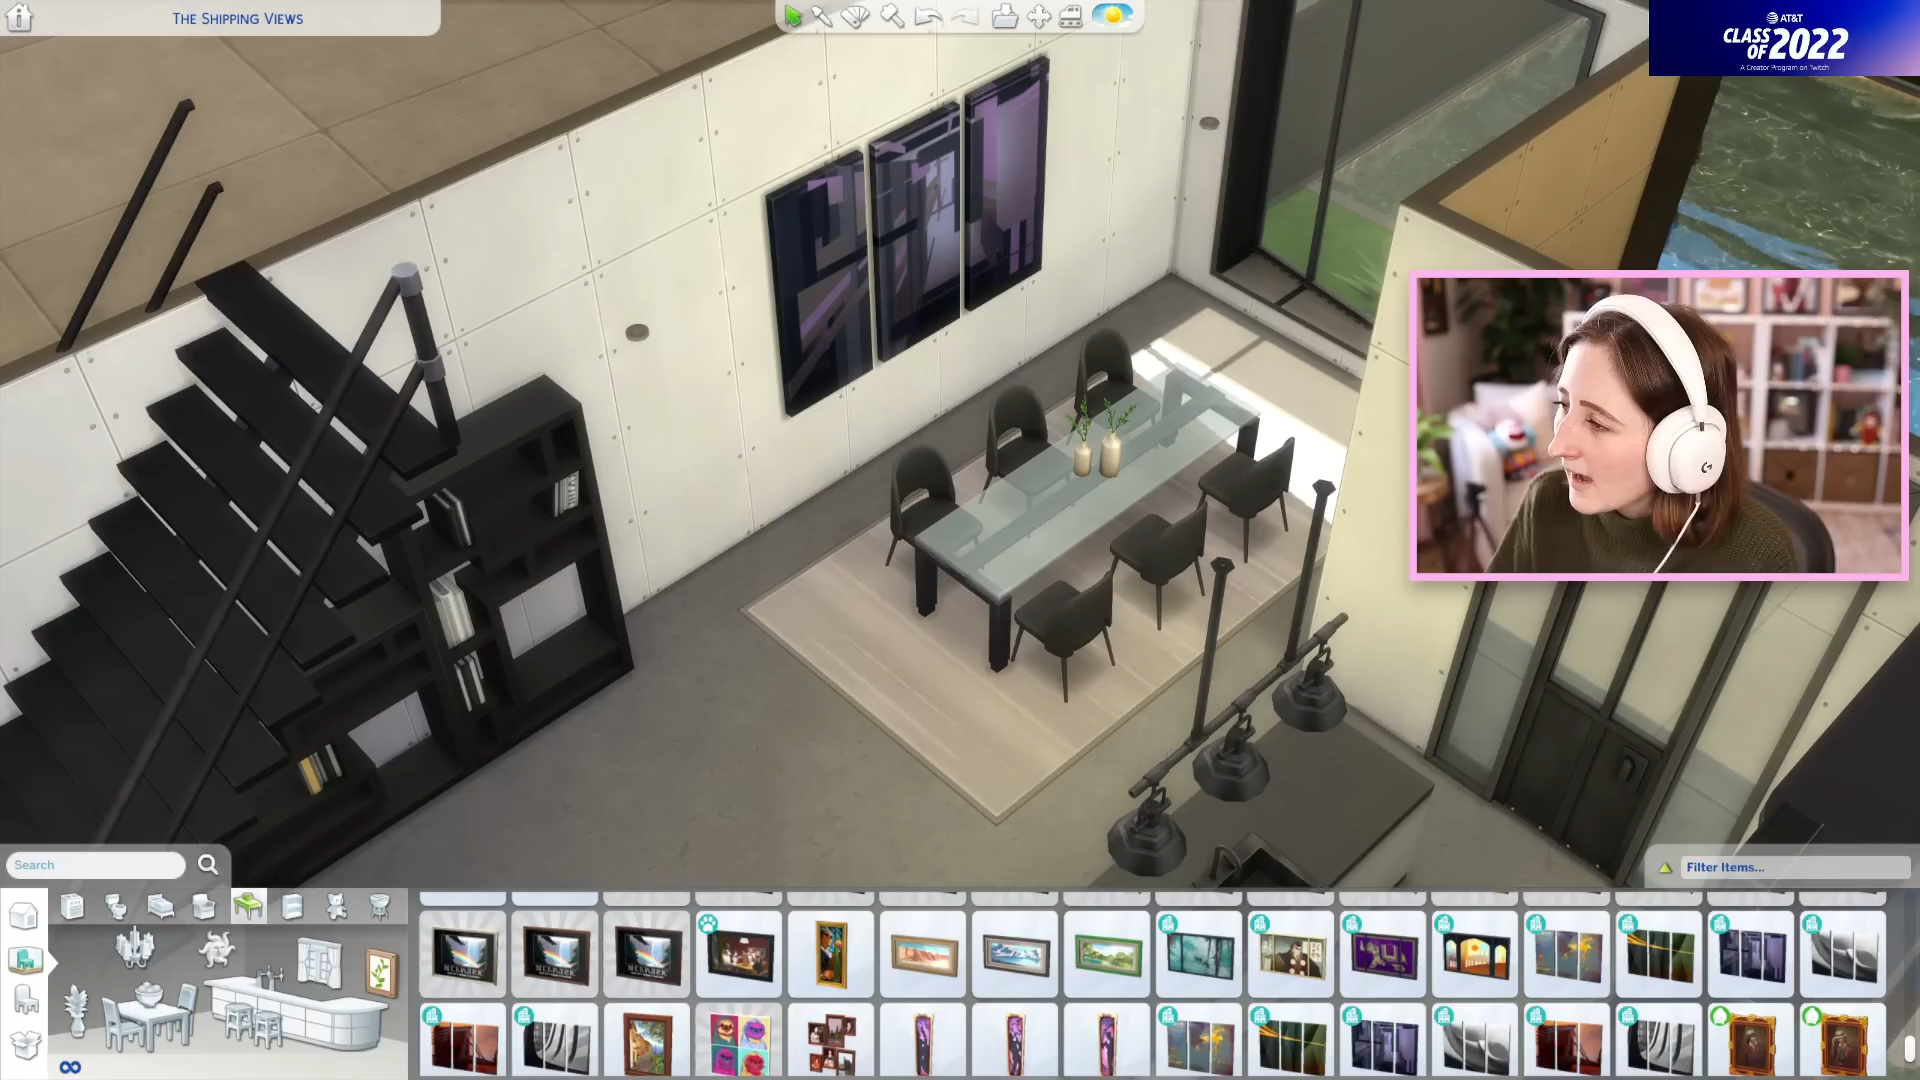 THE SHIPPING VIEWS
AT&T
CLASS OF 2022
A Creator Program on Twitch
Search
Filter Items...